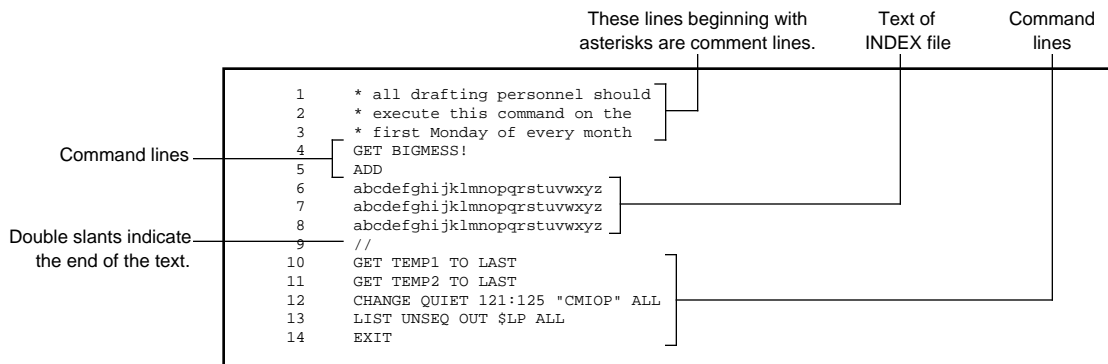 These lines beginning with
asterisks are comment lines.
Text of
INDEX file
Command
lines
1 * all drafting personnel should
2 * execute this command on the
3 * first Monday of every month
Command lines
4 GET BIGMESS!
5 ADD
6 abcdefghijklmnopqrstuvwxyz
7 abcdefghijklmnopqrstuvwxyz
8 abcdefghijklmnopqrstuvwxyz
Double slants indicate
the end of the text.
9 //
10 GET TEMP1 TO LAST
11 GET TEMP2 TO LAST
12 CHANGE QUIET 121:125 "CMIOP" ALL
13 LIST UNSEQ OUT $LP ALL
14 EXIT